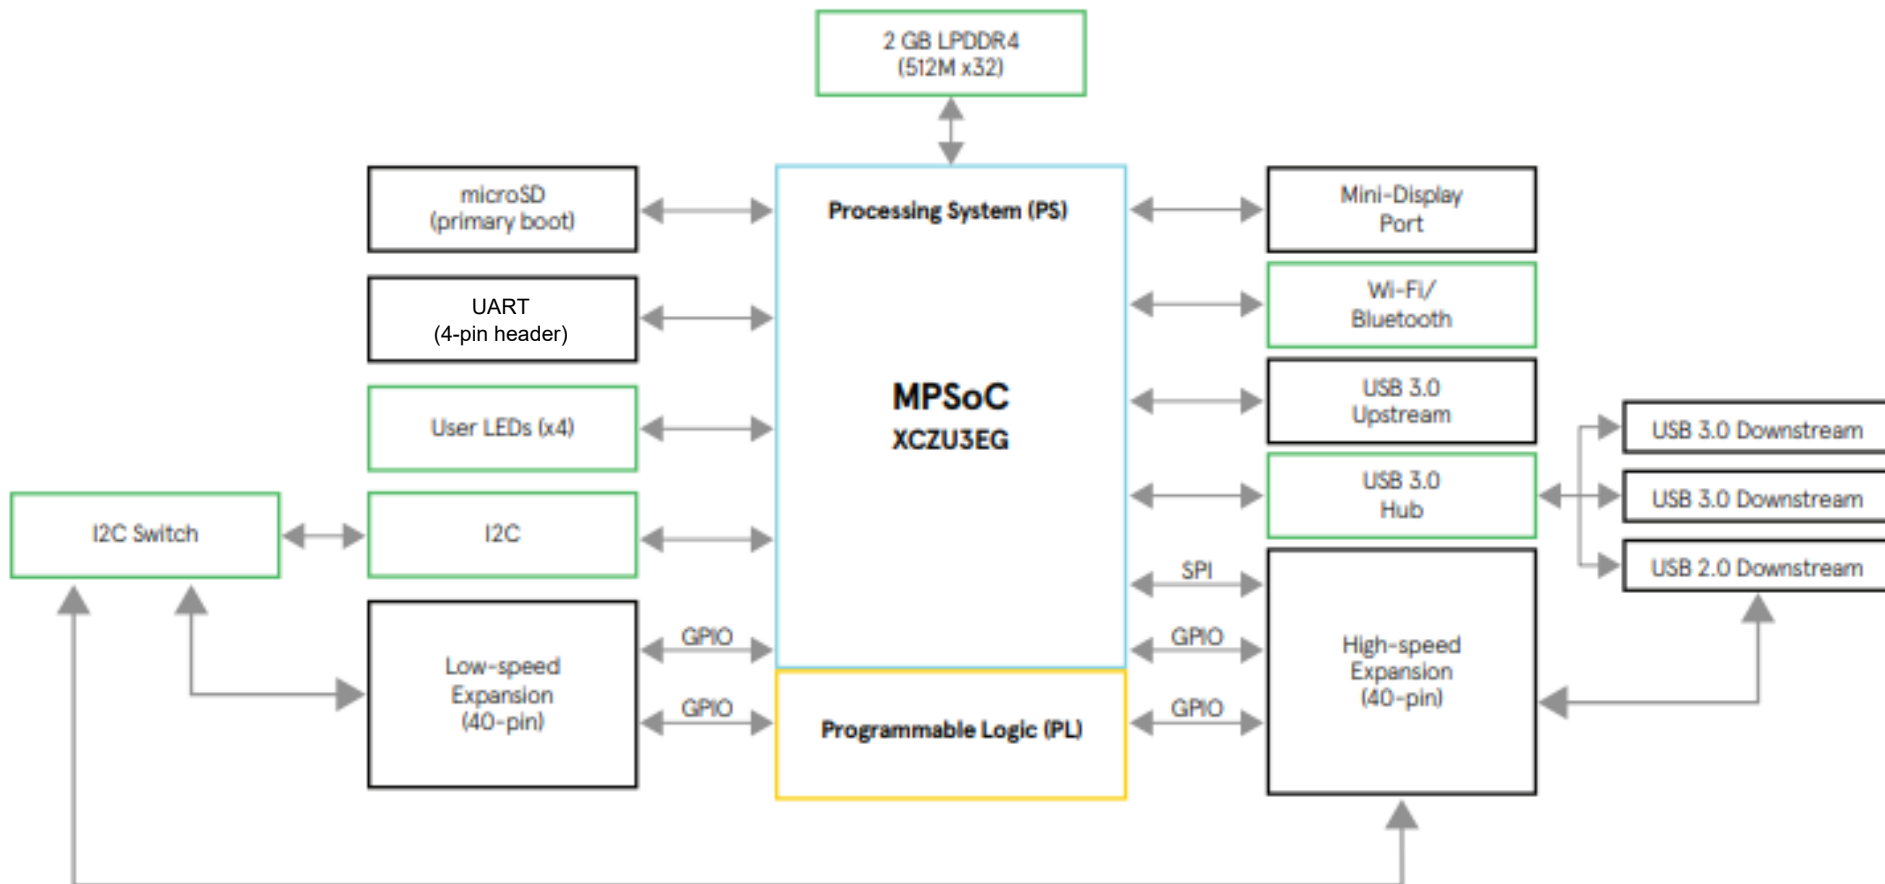 2 GB LPDDR4
(512M x32)
microSD
(primary boot)
Processing System (PS)
Mini-Display
Port
UART
(4-pin header)
Wi-Fi/
Bluetooth
MPSoC
XCZU3EG
USB 3.0
Upstream
User LEDs (x4)
USB 3.0 Downstream
USB 3.0
Hub
USB 3.0 Downstream
I2C Switch
I2C
USB 2.0 Downstream
SPI
GPIO
GPIO
Low-speed
Expansion
(40-pin)
High-speed
Expansion
(40-pin)
GPIO
GPIO
Programmable Logic (PL)